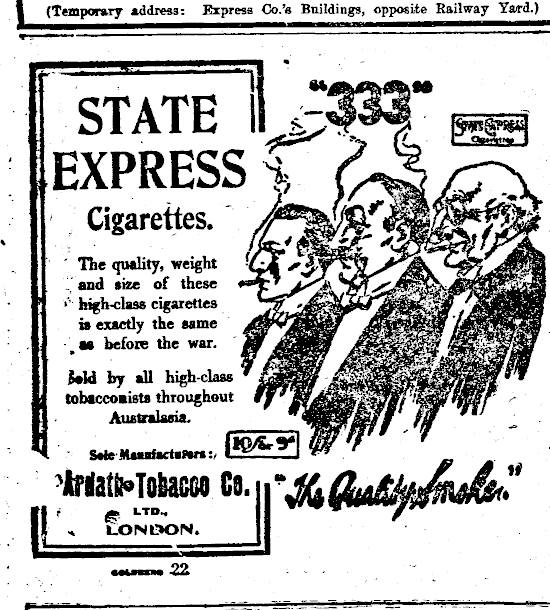 (Temporary address: Express Co.'s Buildings, opposite Railway Yard.)
STATE
EXPRESS
Cigarettes.
The quality, weight
and size of these
high-class cigarettes
is exactly the same
as before the war.
Sold by all high-class
tobacconists throughout
Australasia.
Sole Manufacturers:
Ardath Tobacco Co.
LTD.,
LONDON.
"333"
State Express
Cigarettes
"The Quality Smoke."
22